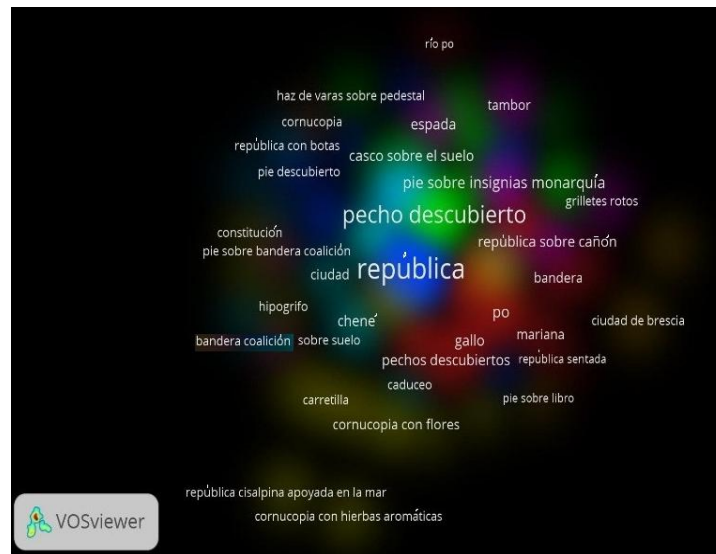 río po
haz de varas sobre pedestal
tambor
cornucopia
espada
república con botas
casco sobre el suelo
pie descubierto
pie sobre insignias monarquía
grilletes rotos
pecho descubierto
constitución
república sobre cañón
pie sobre bandera coalición
ciudad
república
bandera
hipogrifo
po
chené
ciudad de brescia
bandera coalición
sobre suelo
gallo
mariana
pechos descubiertos
república sentada
caduceo
carretilla
pie sobre libro
cornucopia con flores
república cisalpina apoyada en la mar
cornucopia con hierbas aromáticas
VOSviewer